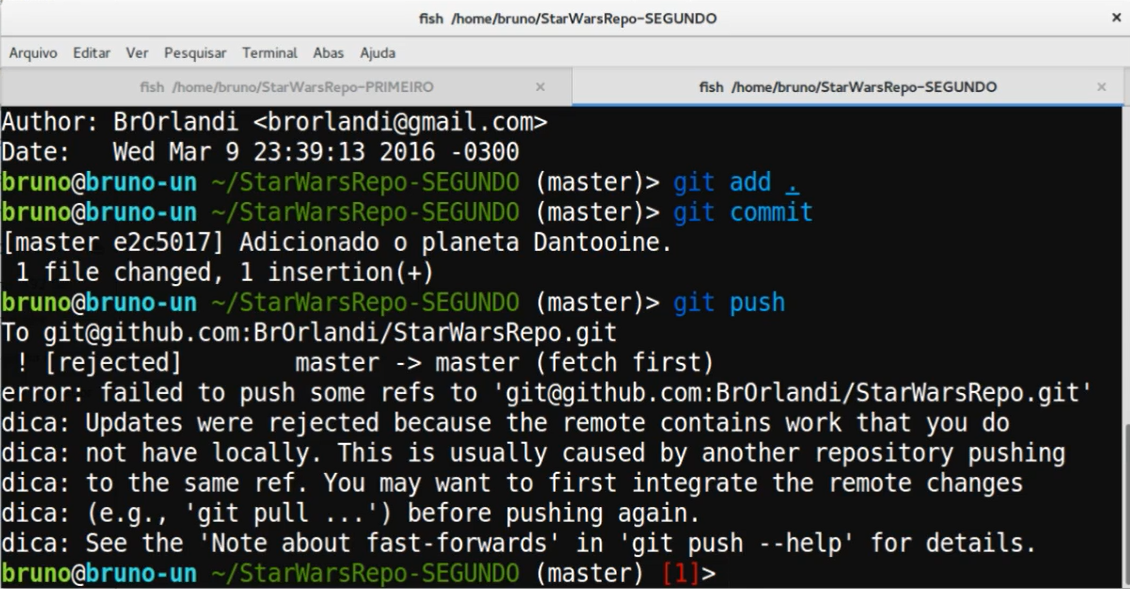 fish /home/bruno/StarWarsRepo-SEGUNDO ×
Arquivo Editar Ver Pesquisar Terminal Abas Ajuda
fish /home/bruno/StarWarsRepo-PRIMEIRO × fish /home/bruno/StarWarsRepo-SEGUNDO ×
Author: BrOrlandi <brorlandi@gmail.com>
Date:   Wed Mar 9 23:39:13 2016 -0300
bruno@bruno-un ~/StarWarsRepo-SEGUNDO (master)> git add .
bruno@bruno-un ~/StarWarsRepo-SEGUNDO (master)> git commit
[master e2c5017] Adicionado o planeta Dantooine.
 1 file changed, 1 insertion(+)
bruno@bruno-un ~/StarWarsRepo-SEGUNDO (master)> git push
To git@github.com:BrOrlandi/StarWarsRepo.git
 ! [rejected]        master -> master (fetch first)
error: failed to push some refs to 'git@github.com:BrOrlandi/StarWarsRepo.git'
dica: Updates were rejected because the remote contains work that you do
dica: not have locally. This is usually caused by another repository pushing
dica: to the same ref. You may want to first integrate the remote changes
dica: (e.g., 'git pull ...') before pushing again.
dica: See the 'Note about fast-forwards' in 'git push --help' for details.
bruno@bruno-un ~/StarWarsRepo-SEGUNDO (master) [1]>